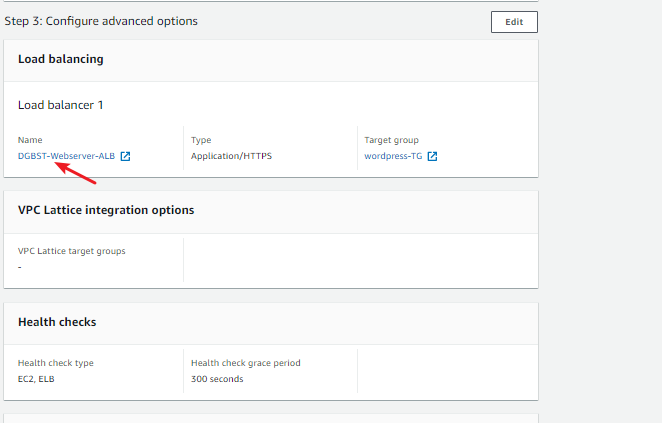 Step 3: Configure advanced options
Edit
Load balancing
Load balancer 1
Name
Type
Target group
DGBST-Webserver-ALB
Application/HTTPS
wordpress-TG
VPC Lattice integration options
VPC Lattice target groups
-
Health checks
Health check type
Health check grace period
EC2, ELB
300 seconds